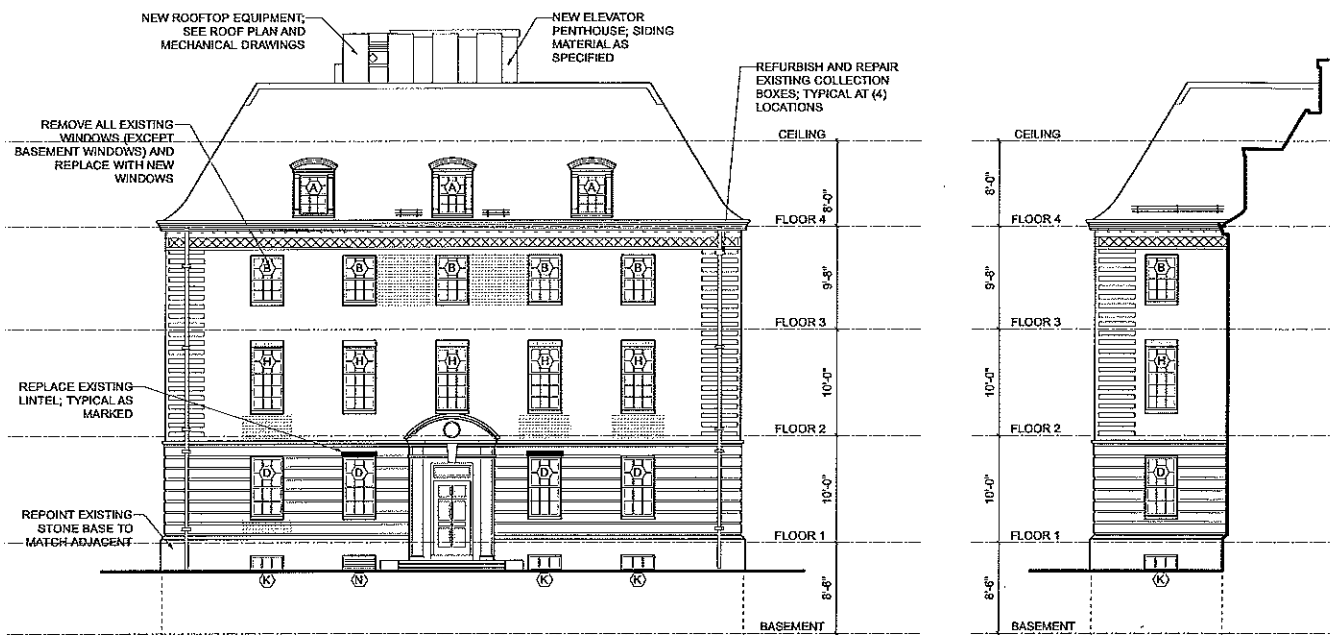 NEW ROOFTOP EQUIPMENT;
SEE ROOF PLAN AND
MECHANICAL DRAWINGS
NEW ELEVATOR
PENTHOUSE; SIDING
MATERIAL AS
SPECIFIED
REFURBISH AND REPAIR
EXISTING COLLECTION
BOXES; TYPICAL AT (4)
LOCATIONS
REMOVE ALL EXISTING
WINDOWS (EXCEPT
BASEMENT WINDOWS) AND
REPLACE WITH NEW
WINDOWS
CEILING
CEILING
A A A
8'-0"
8'-0"
FLOOR 4
FLOOR 4
B B B B B
B
9'-8"
9'-8"
FLOOR 3
FLOOR 3
H H H H H
H
10'-0"
10'-0"
REPLACE EXISTING
LINTEL; TYPICAL AS
MARKED
FLOOR 2
FLOOR 2
D D D D
D
10'-0"
10'-0"
REPOINT EXISTING
STONE BASE TO
MATCH ADJACENT
FLOOR 1
FLOOR 1
K N K K
K
8'-6"
8'-6"
BASEMENT
BASEMENT